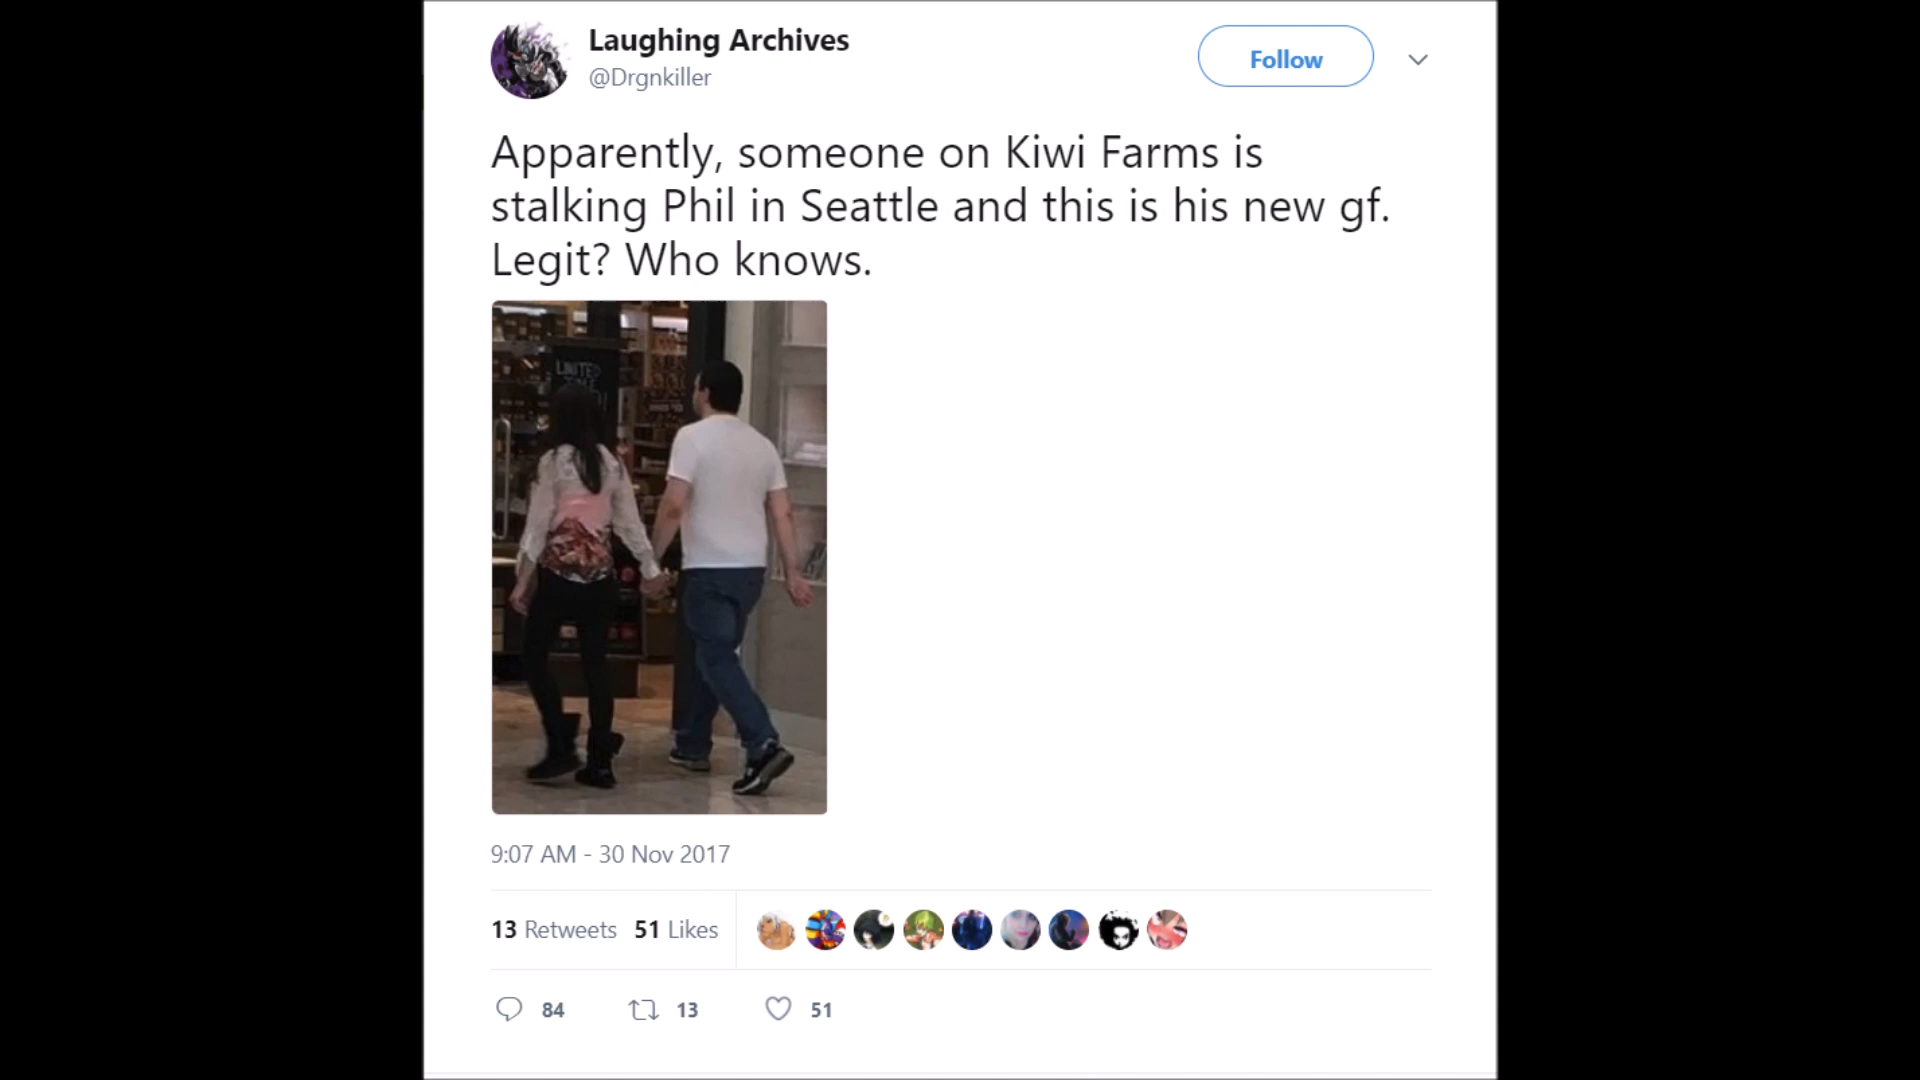 Laughing Archives
@Drgnkiller
Follow
Apparently, someone on Kiwi Farms is
stalking Phil in Seattle and this is his new gf.
Legit? Who knows.
LIMITED
9:07 AM - 30 Nov 2017
13 Retweets 51 Likes
84 13 51